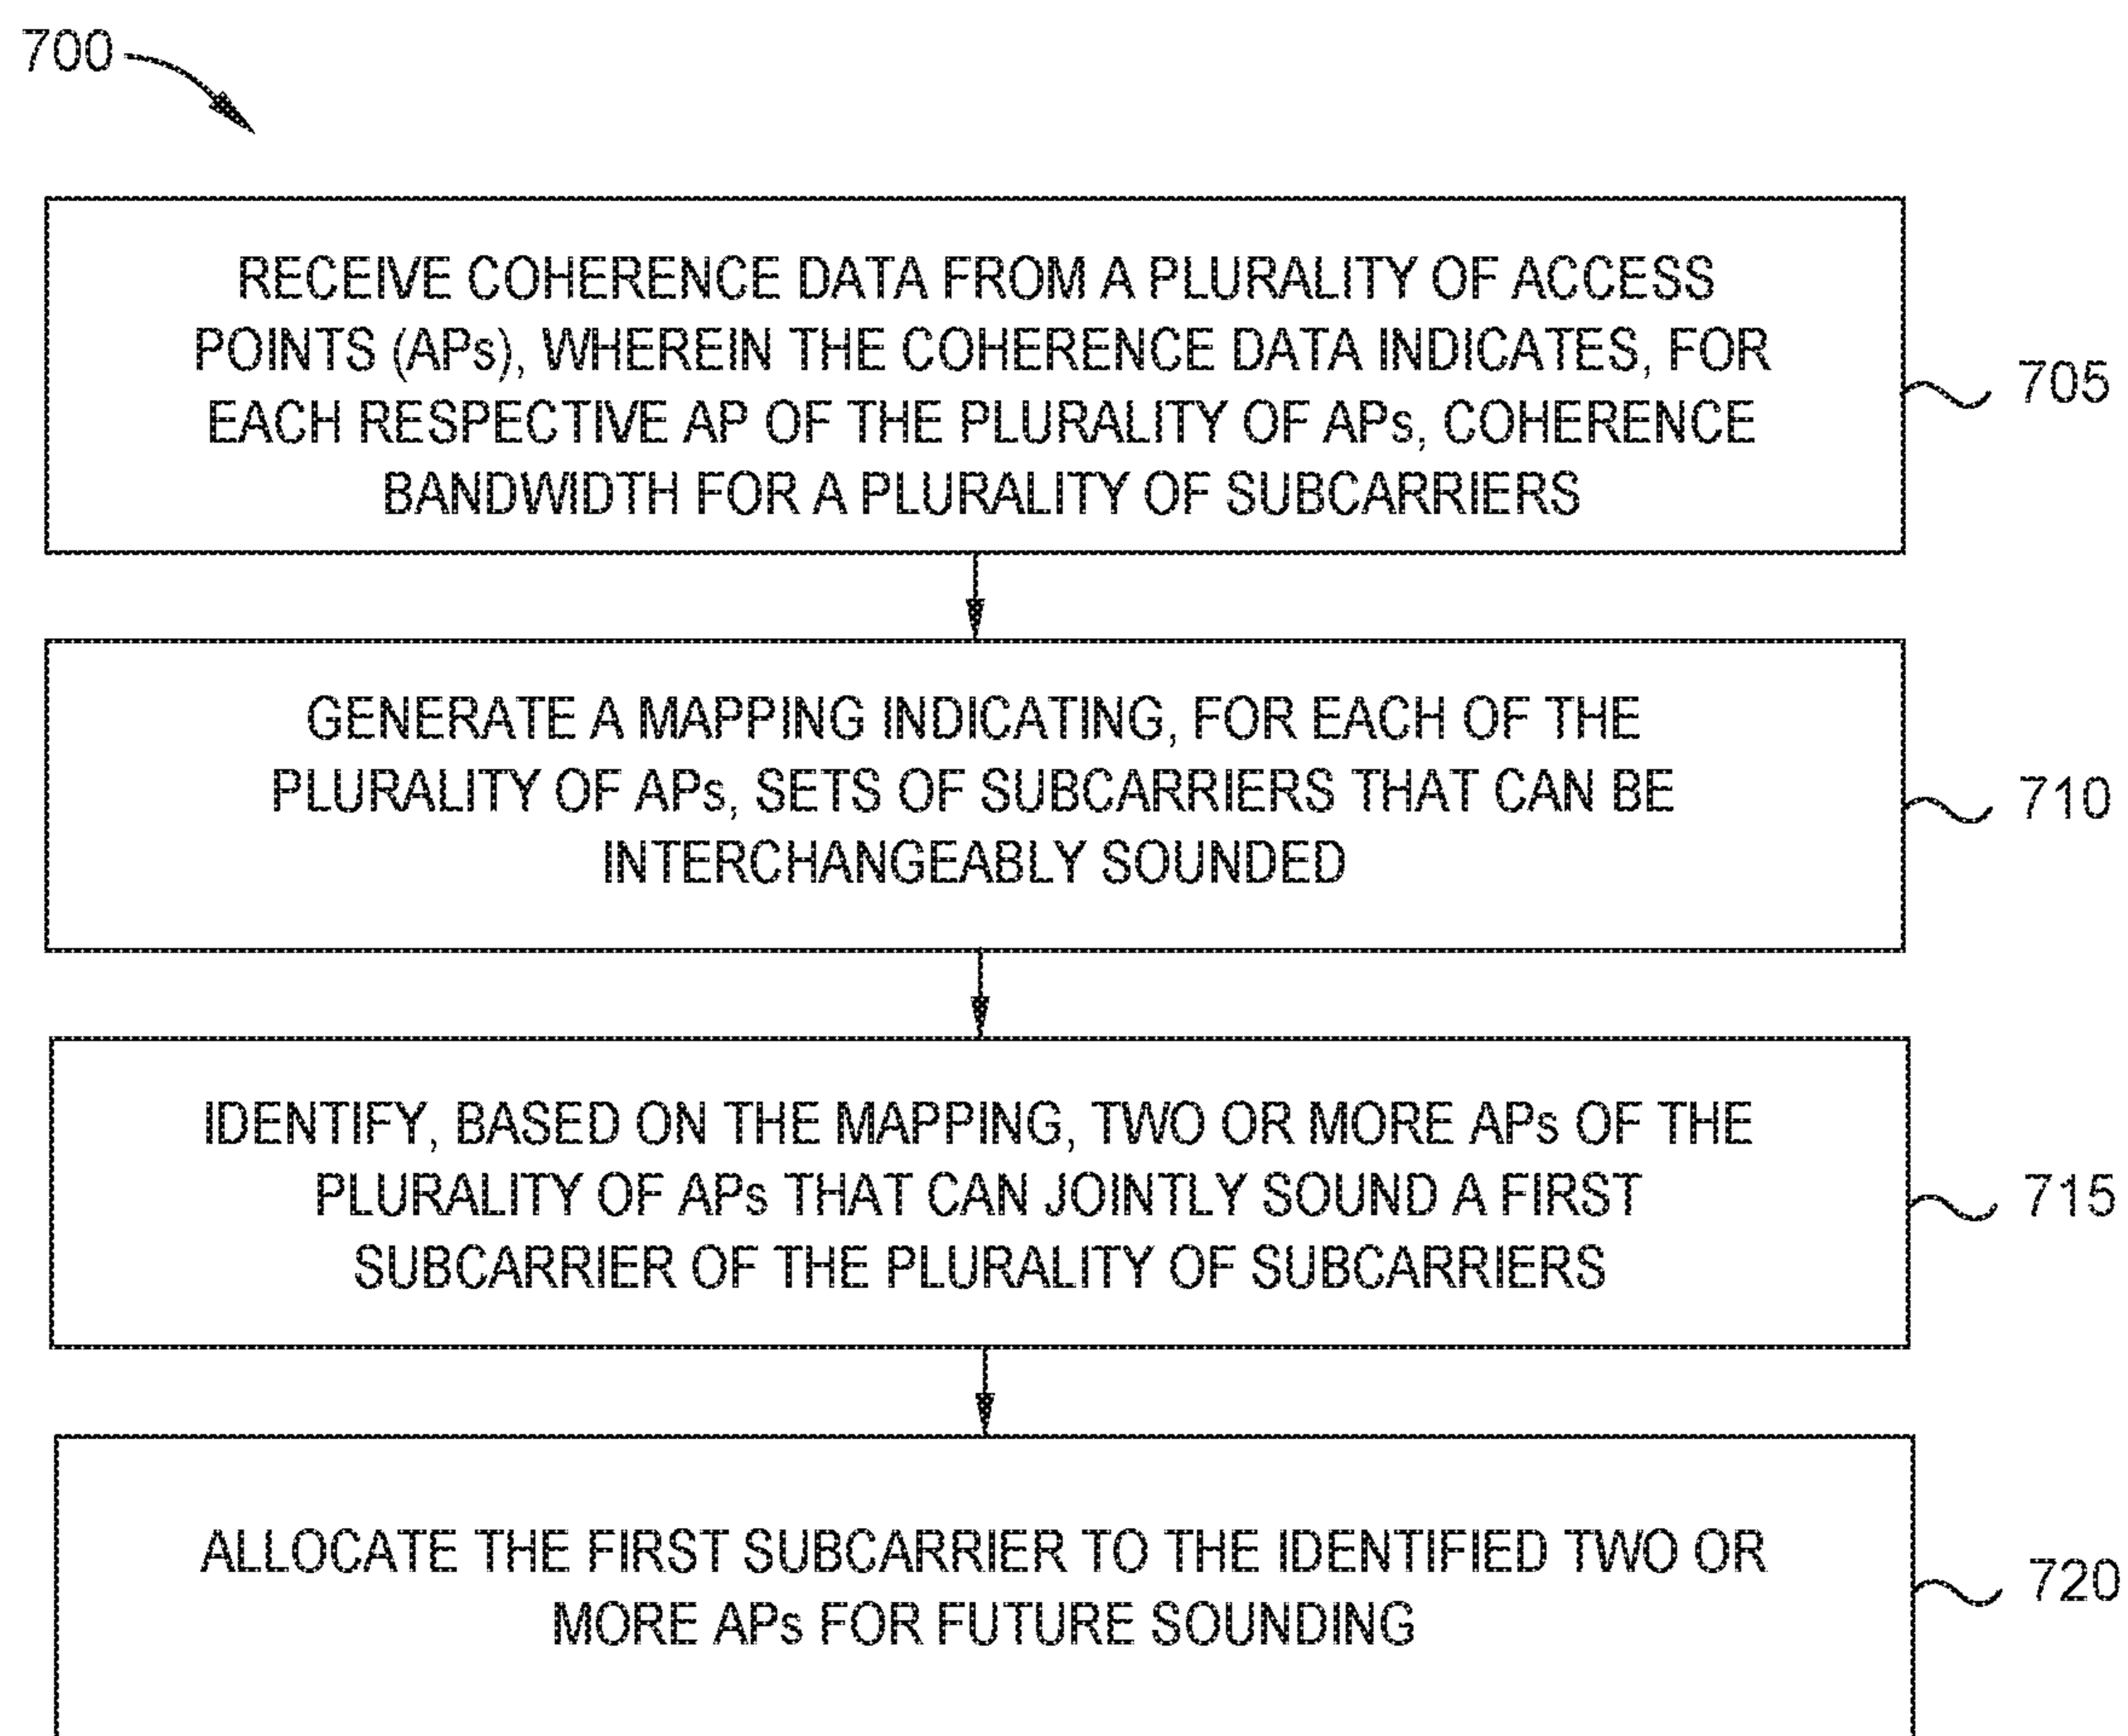 700
RECEIVE COHERENCE DATA FROM A PLURALITY OF ACCESS
POINTS (APs), WHEREIN THE COHERENCE DATA INDICATES, FOR
EACH RESPECTIVE AP OF THE PLURALITY OF APs, COHERENCE
BANDWIDTH FOR A PLURALITY OF SUBCARRIERS
705
GENERATE A MAPPING INDICATING, FOR EACH OF THE
PLURALITY OF APs, SETS OF SUBCARRIERS THAT CAN BE
INTERCHANGEABLY SOUNDED
710
IDENTIFY, BASED ON THE MAPPING, TWO OR MORE APs OF THE
PLURALITY OF APs THAT CAN JOINTLY SOUND A FIRST
SUBCARRIER OF THE PLURALITY OF SUBCARRIERS
715
ALLOCATE THE FIRST SUBCARRIER TO THE IDENTIFIED TWO OR
MORE APs FOR FUTURE SOUNDING
720